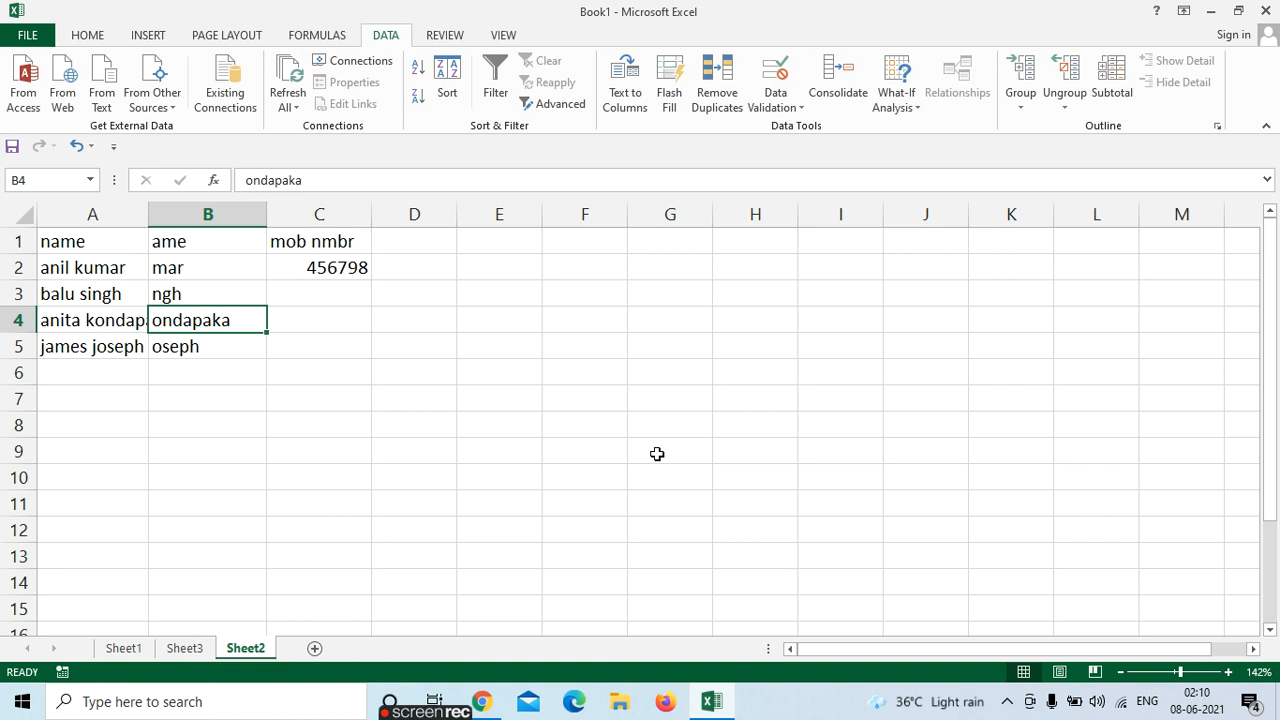 Book1 - Microsoft Excel
?
FILE HOME INSERT PAGE LAYOUT FORMULAS DATA REVIEW VIEW Sign in
From Access
From Web
From Text
From Other Sources
Existing Connections
Get External Data
Refresh All
Connections
Properties
Edit Links
Connections
Sort
Filter
Clear
Reapply
Advanced
Sort & Filter
Text to Columns
Flash Fill
Remove Duplicates
Data Validation
Consolidate
What-If Analysis
Relationships
Data Tools
Group
Ungroup
Subtotal
Show Detail
Hide Detail
Outline
B4 fx ondapaka
A B C D E F G H I J K L M
1 name ame mob nmbr
2 anil kumar mar 456798
3 balu singh ngh
4 anita kondapa ondapaka
5 james joseph oseph
6
7
8
9
10
11
12
13
14
15
16
Sheet1 Sheet3 Sheet2
READY 142%
Type here to search
screenrec
36°C Light rain ENG 02:10
08-06-2021
4